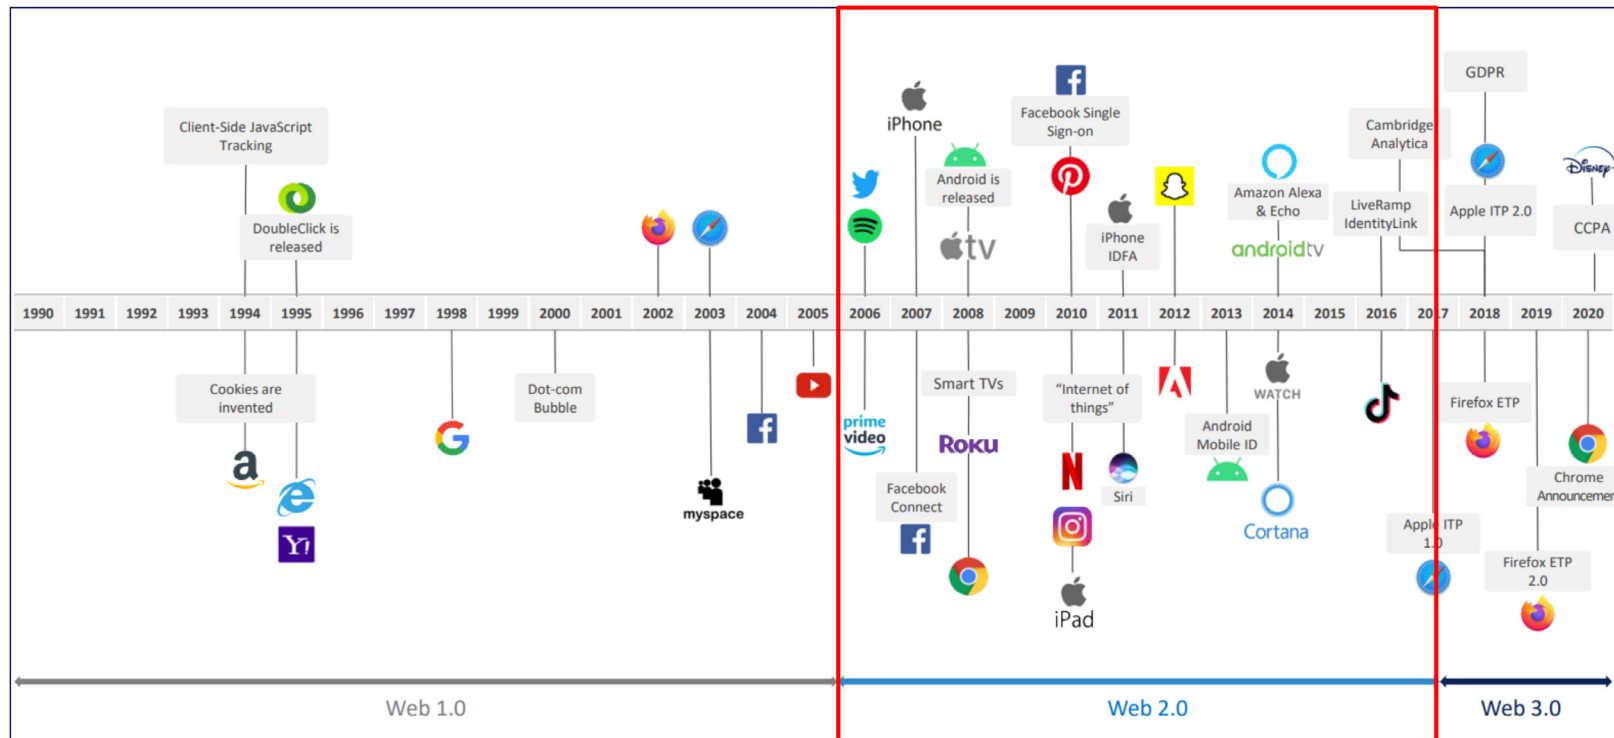 GDPR
iPhone
Facebook Single
Sign-on
Client-Side JavaScript
Tracking
Cambridge
Analytica
Disney+
Android is
released
Amazon Alexa
& Echo
LiveRamp
IdentityLink
Apple ITP 2.0
DoubleClick is
released
tv
iPhone
IDFA
androidtv
CCPA
1990 1991 1992 1993 1994 1995 1996 1997 1998 1999 2000 2001 2002 2003 2004 2005 2006 2007 2008 2009 2010 2011 2012 2013 2014 2015 2016 2017 2018 2019 2020
Cookies are
invented
Dot-com
Bubble
Smart TVs
"Internet of
things"
WATCH
Firefox ETP
prime
video
Roku
Android
Mobile ID
a
e
Y!
G
f
myspace
Facebook
Connect
N
Siri
Cortana
Chrome
Announcemen
Apple ITP
1.0
Firefox ETP
2.0
iPad
Web 1.0
Web 2.0
Web 3.0